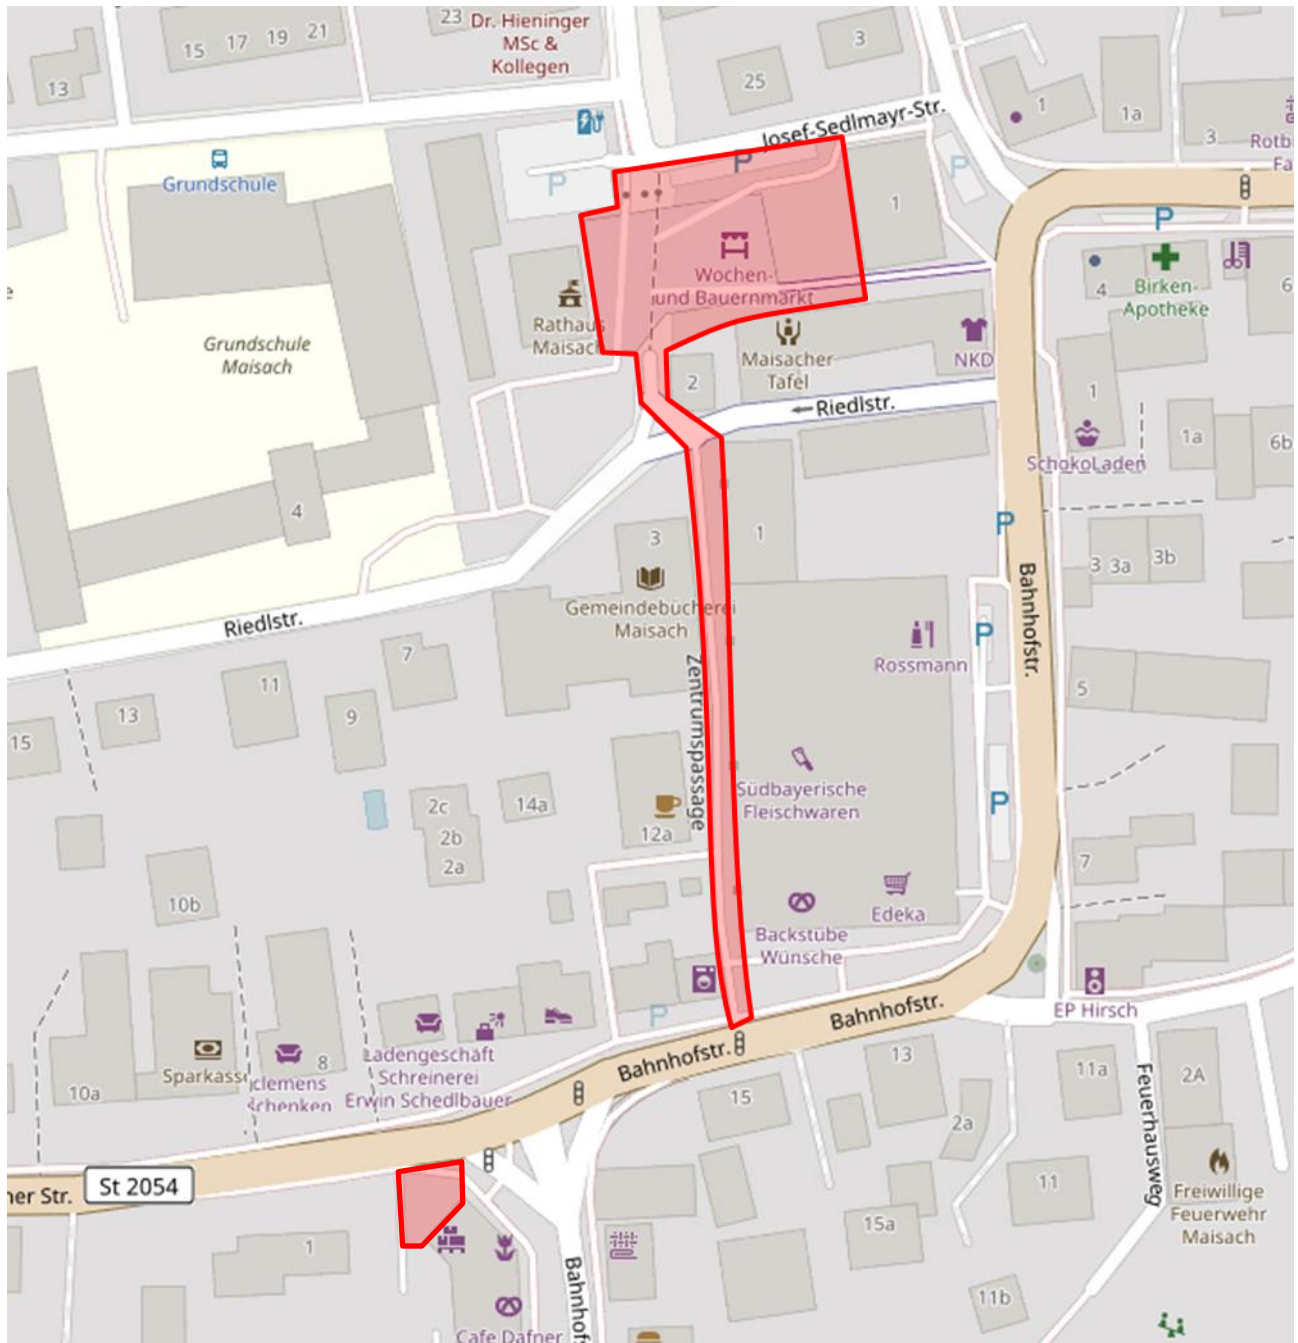 23
Dr. Hieninger
MSc &
Kollegen
15 17 19 21
13
3
25
1
1a
3
Josef-Sedlmayr-Str.
Grundschule
P
P
P
P
1
Wochen-
und Bauernmarkt
Rathaus
Maisach
4
Birken-
Apotheke
6
Grundschule
Maisach
Maisacher
Tafel
NKD
2
Riedlstr.
1
SchokoLaden
1a
6b
4
P
3
1
3 3a
3b
Gemeindebücherei
Maisach
Riedlstr.
Bahnhofstr.
P
Rossmann
7
11
13
9
15
5
Zentrumspassage
Südbayerische
Fleischwaren
P
2c
2b
2a
14a
12a
7
10b
Edeka
Backstube
Wünsche
P
Bahnhofstr.
EP Hirsch
Bahnhofstr.
Sparkasse
8
10a
Ladengeschäft
Schreinerei
Erwin Schedlbauer
13
11a
2A
15
2a
Feuerhausweg
ner Str.
St 2054
11
Freiwillige
Feuerwehr
Maisach
15a
1
11b
Cafe Dafner